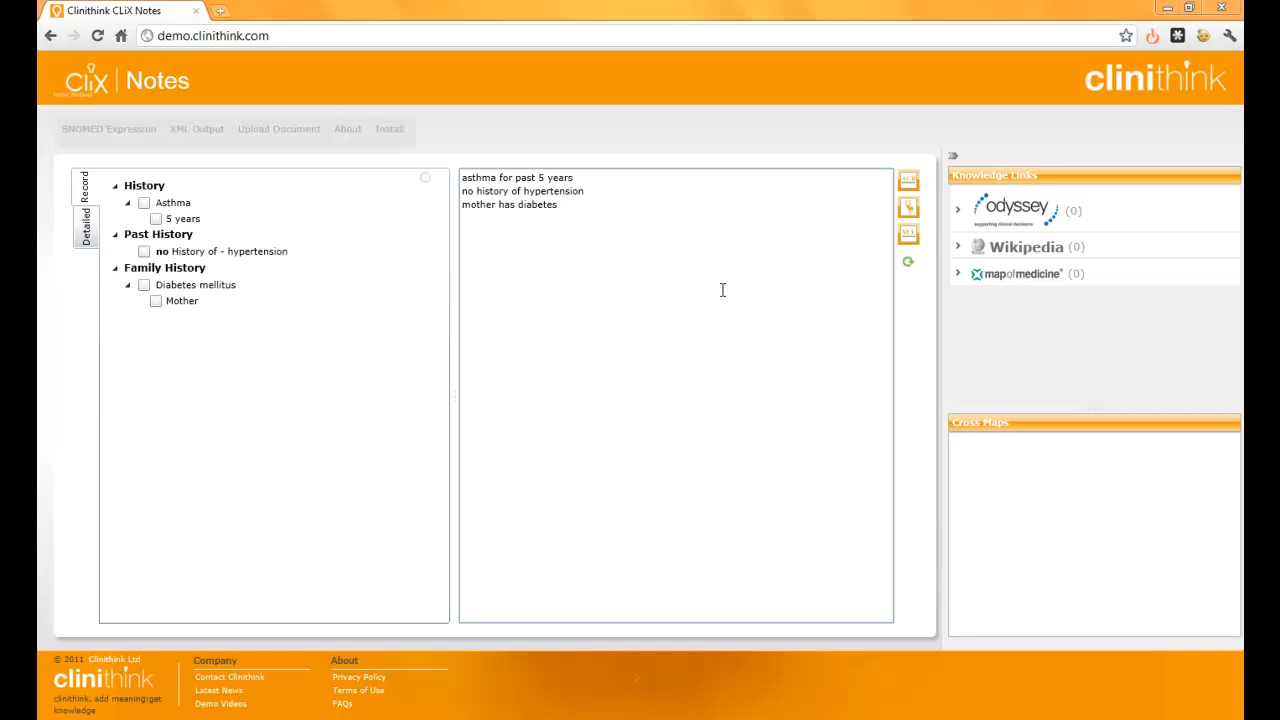 Clinithink CLiX Notes
demo.clinithink.com
CliX | Notes
clinithink
SNOMED Expression XML Output Upload Document About Install
Record
Detailed
History
Asthma
5 years
Past History
no History of - hypertension
Family History
Diabetes mellitus
Mother
asthma for past 5 years
no history of hypertension
mother has diabetes
Knowledge Links
odyssey (0)
supporting clinical decisions
Wikipedia (0)
mapofmedicine (0)
Cross Maps
© 2011 Clinithink Ltd
clinithink
clinithink. add meaning:get
knowledge
Company
Contact Clinithink
Latest News
Demo Videos
About
Privacy Policy
Terms of Use
FAQs